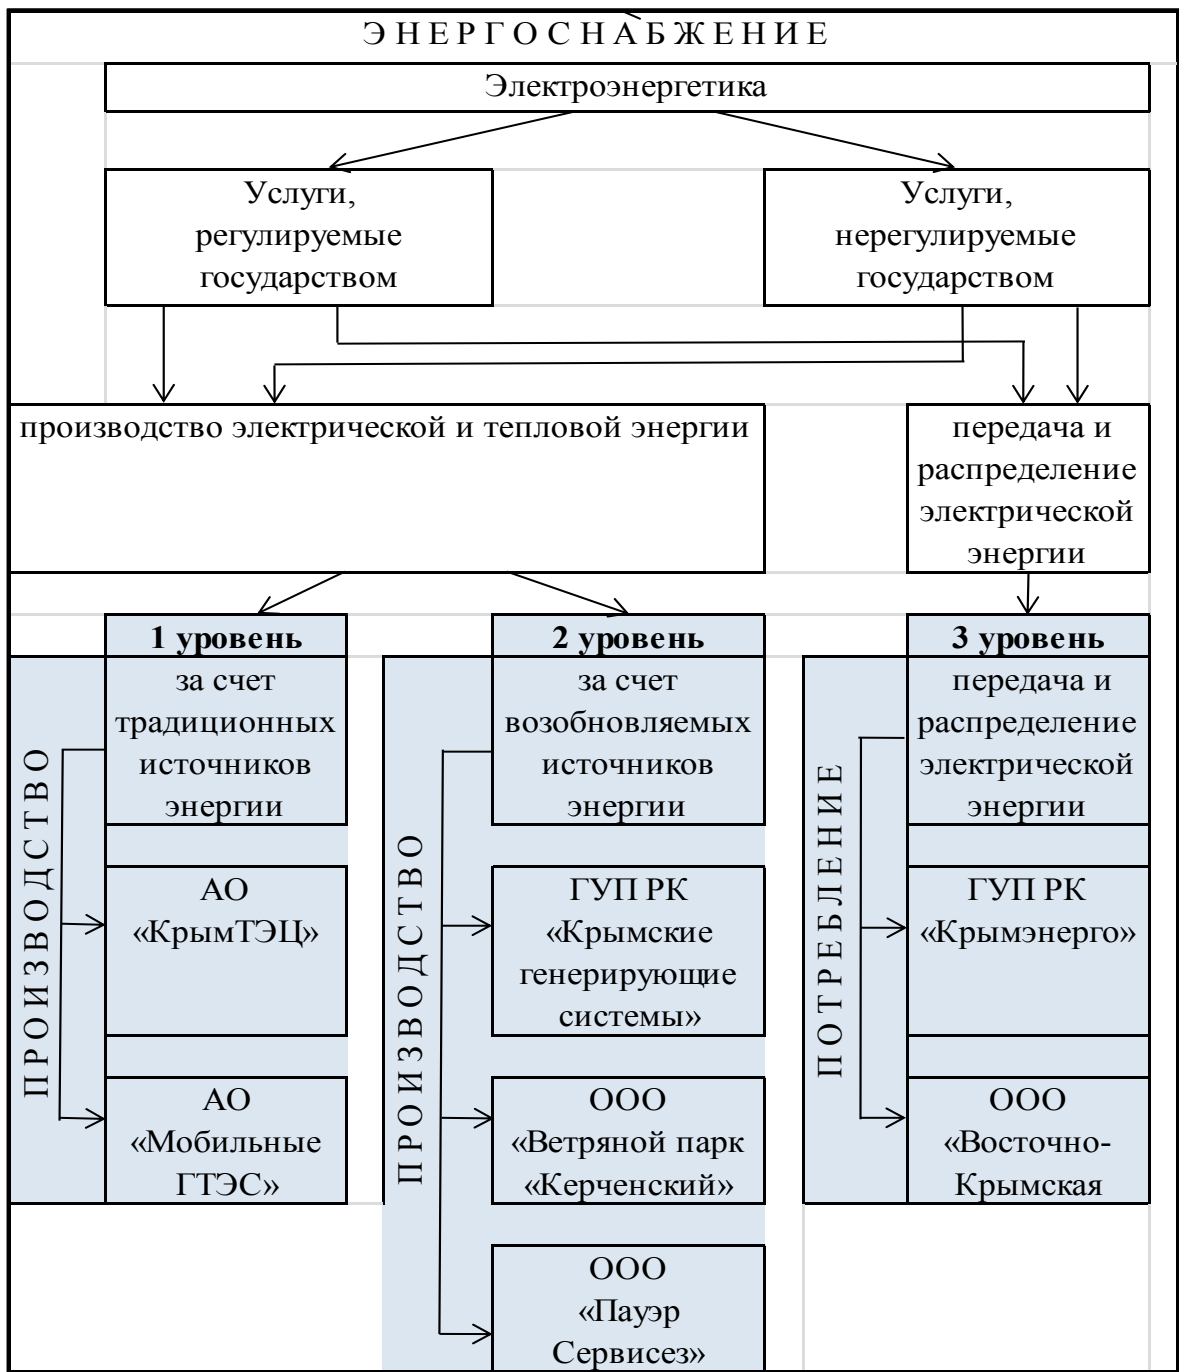 Э Н Е Р Г О С Н А Б Ж Е Н И Е
Электроэнергетика
Услуги,
регулируемые
государством
Услуги,
нерегулируемые
государством
производство электрической и тепловой энергии
передача и
распределение
электрической
энергии
1 уровень
за счет
традиционных
источников
энергии
2 уровень
за счет
возобновляемых
источников
энергии
3 уровень
передача и
распределение
электрической
энергии
П Р О И З В О Д С Т В О
АО
«КрымТЭЦ»
АО
«Мобильные
ГТЭС»
П Р О И З В О Д С Т В О
ГУП РК
«Крымские
генерирующие
системы»
ООО
«Ветряной парк
«Керченский»
ООО
«Пауэр
Сервисез»
П О Т Р Е Б Л Е Н И Е
ГУП РК
«Крымэнерго»
ООО
«Восточно-
Крымская